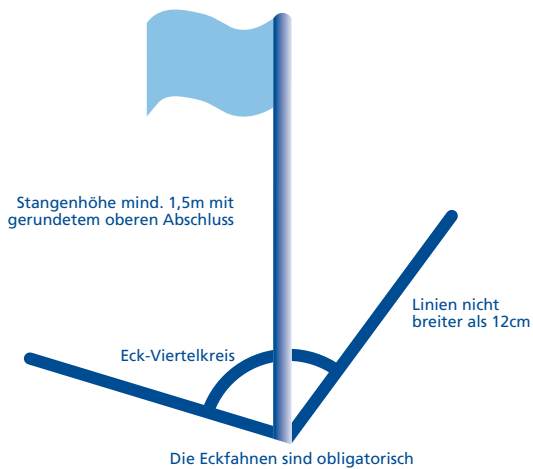 Stangenhöhe mind. 1,5m mit
gerundetem oberen Abschluss
Linien nicht
breiter als 12cm
Eck-Viertelkreis
Die Eckfahnen sind obligatorisch